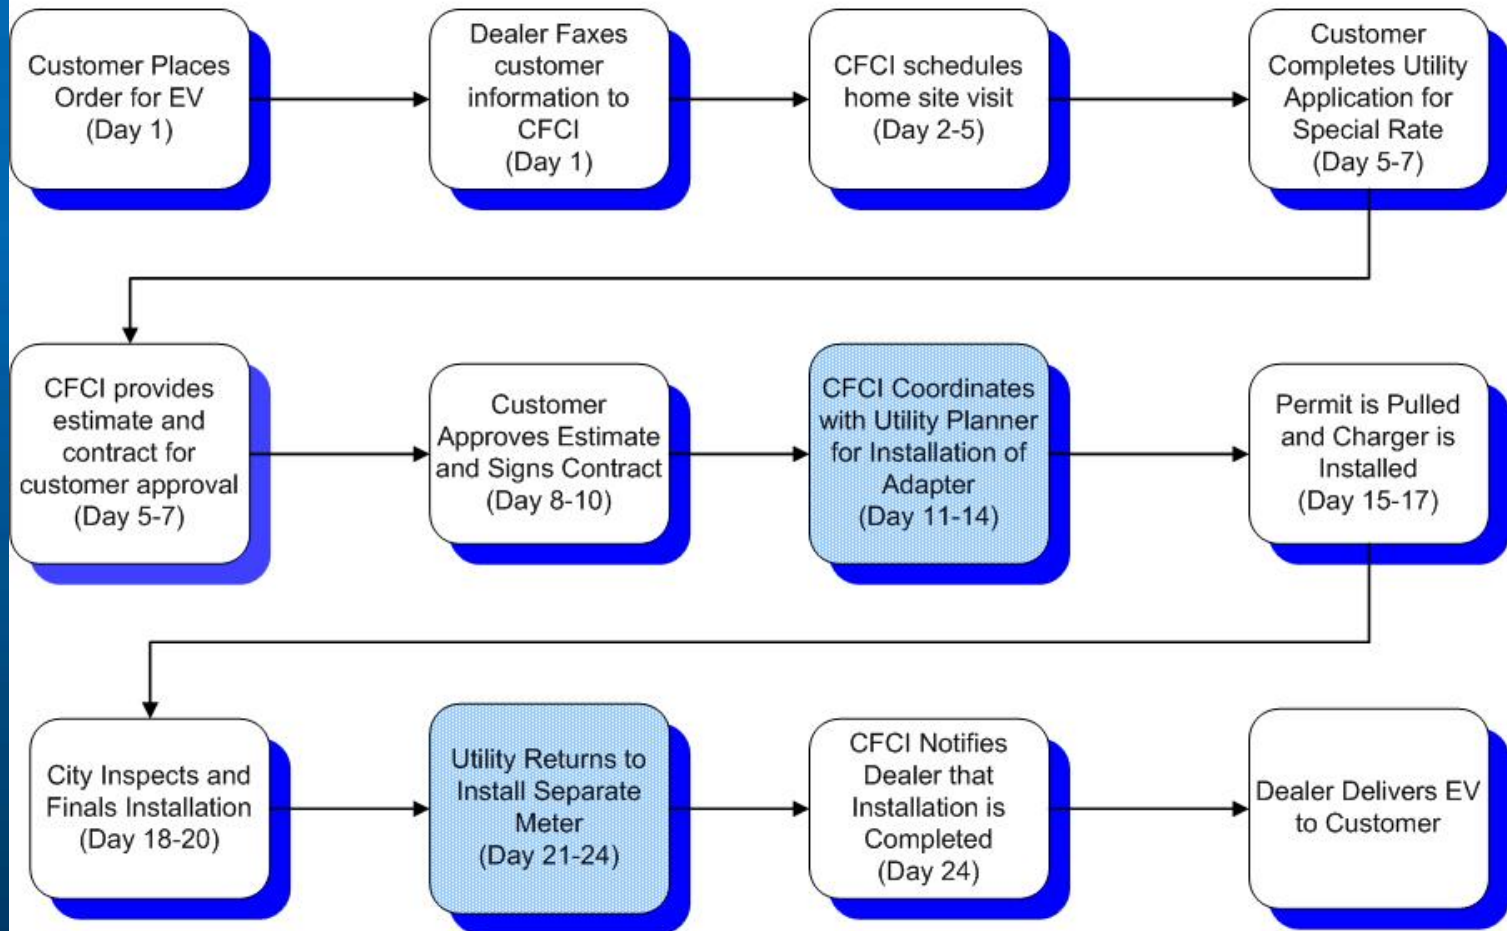 Customer Places
Order for EV
(Day 1)
Dealer Faxes
customer
information to
CFCI
(Day 1)
CFCI schedules
home site visit
(Day 2-5)
Customer
Completes Utility
Application for
Special Rate
(Day 5-7)
CFCI provides
estimate and
contract for
customer approval
(Day 5-7)
Customer
Approves Estimate
and Signs Contract
(Day 8-10)
CFCI Coordinates
with Utility Planner
for Installation of
Adapter
(Day 11-14)
Permit is Pulled
and Charger is
Installed
(Day 15-17)
City Inspects and
Finals Installation
(Day 18-20)
Utility Returns to
Install Separate
Meter
(Day 21-24)
CFCI Notifies
Dealer that
Installation is
Completed
(Day 24)
Dealer Delivers EV
to Customer